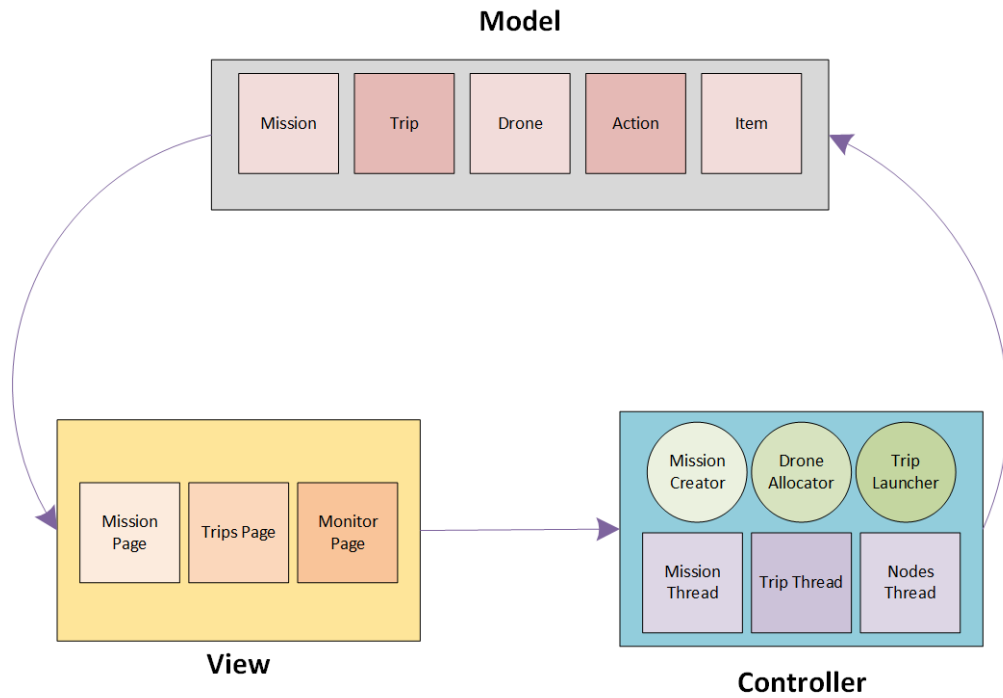 Model
Mission
Trip
Drone
Action
Item
Mission
Page
Trips Page
Monitor
Page
View
Mission
Creator
Drone
Allocator
Trip
Launcher
Mission
Thread
Trip Thread
Nodes
Thread
Controller